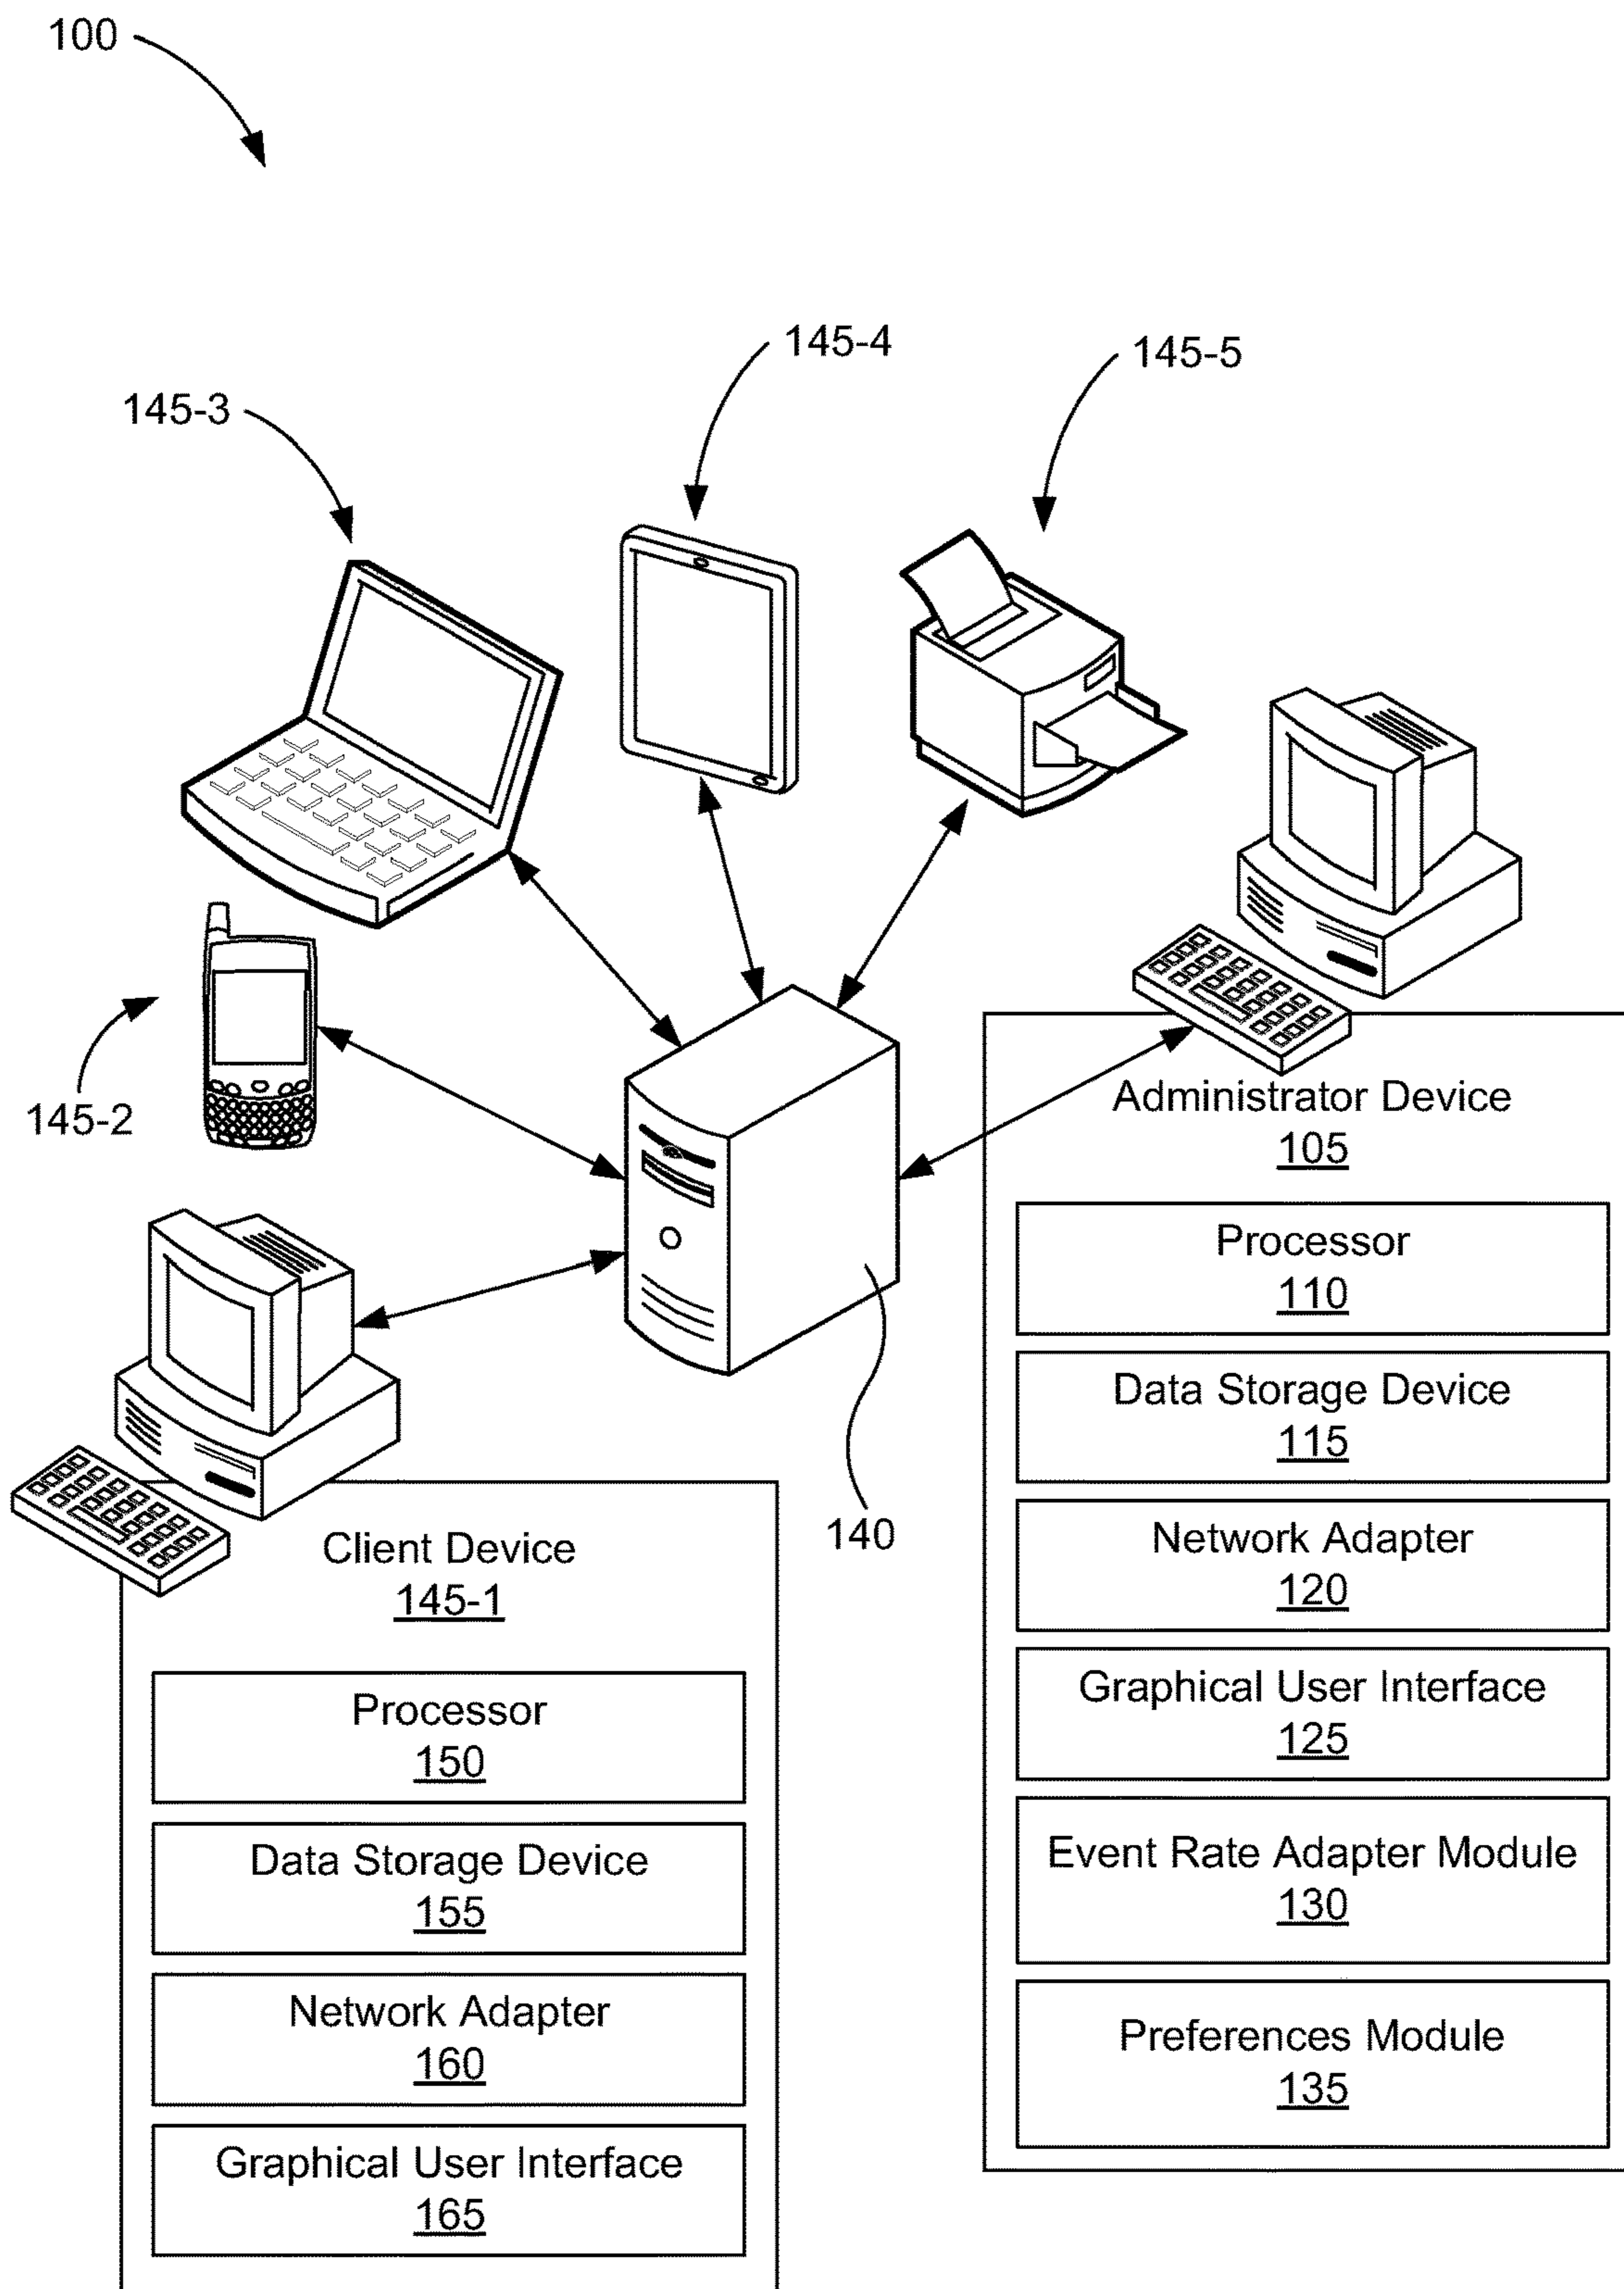 100
145-4
145-5
145-3
145-2
Administrator Device
105
Processor
110
Data Storage Device
115
Network Adapter
120
Graphical User Interface
125
Event Rate Adapter Module
130
Preferences Module
135
140
Client Device
145-1
Processor
150
Data Storage Device
155
Network Adapter
160
Graphical User Interface
165